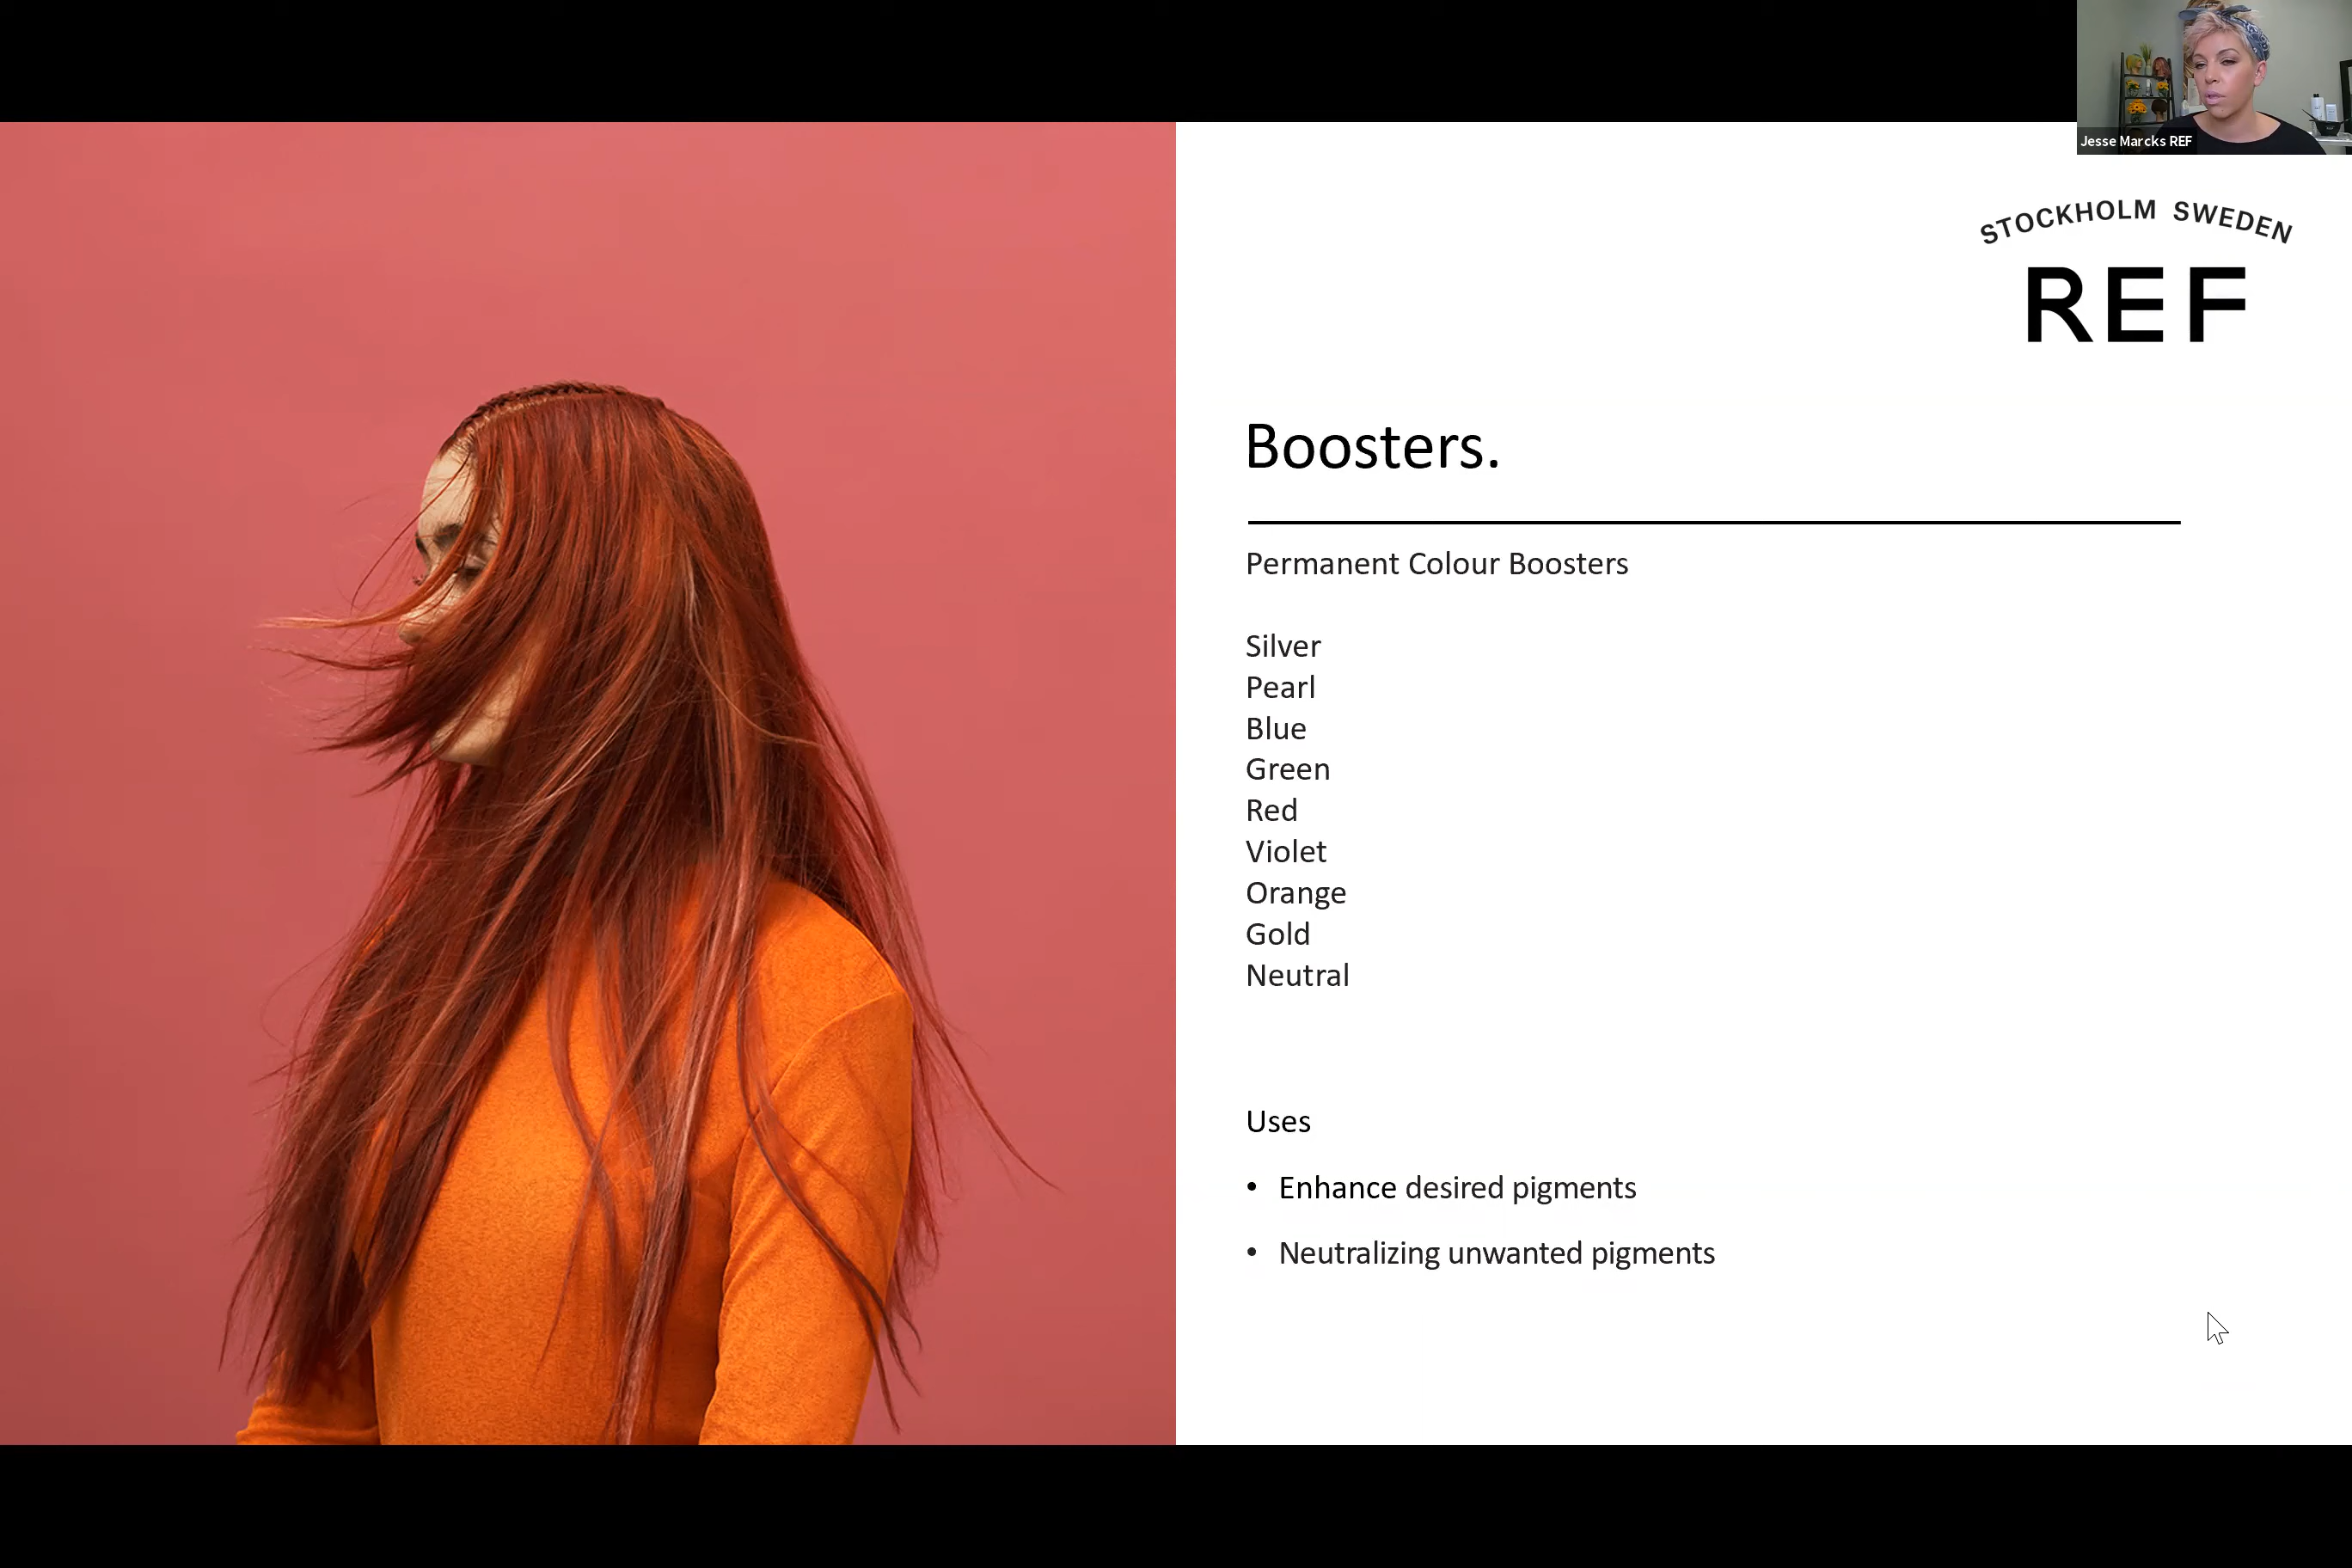 Jesse Marcks REF
STOCKHOLM SWEDEN
REF
Boosters.
Permanent Colour Boosters
Silver
Pearl
Blue
Green
Red
Violet
Orange
Gold
Neutral
Uses
• Enhance desired pigments
• Neutralizing unwanted pigments